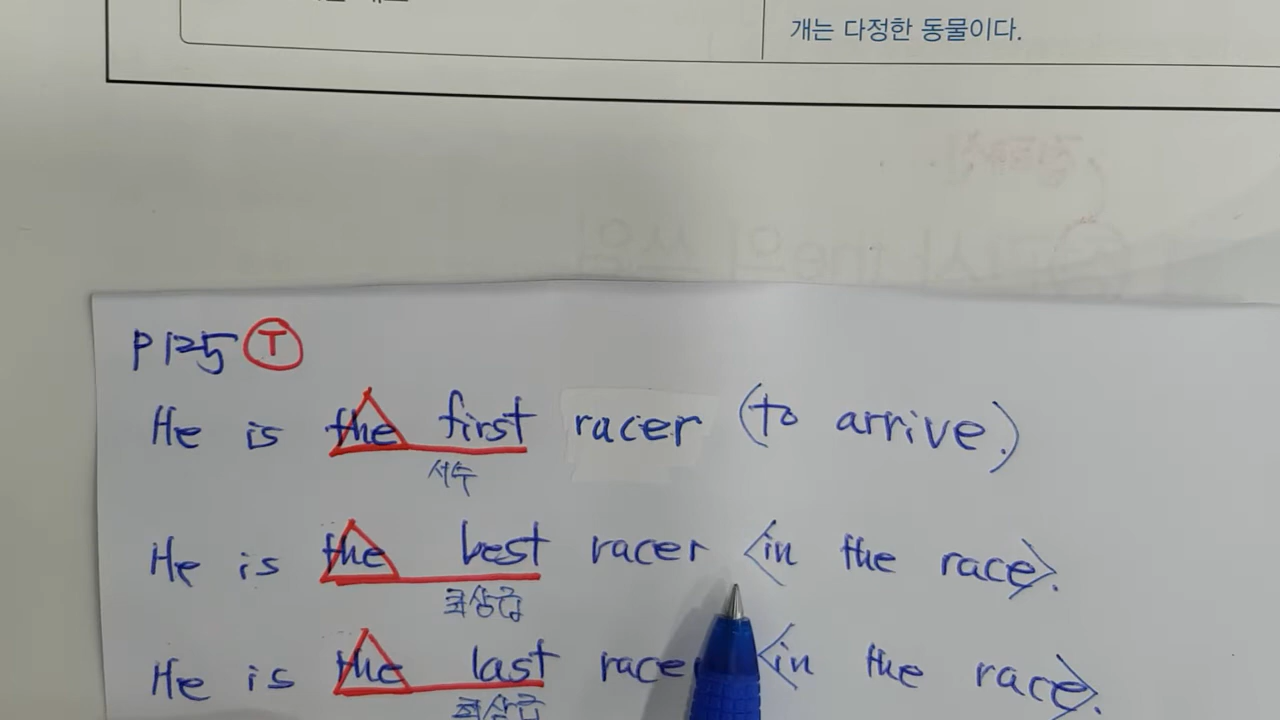 개는 다정한 동물이다.
P125 T
He is the first racer (to arrive.)
서수
He is the best racer <in the race>.
최상급
He is the last racer <in the race>.
최상급